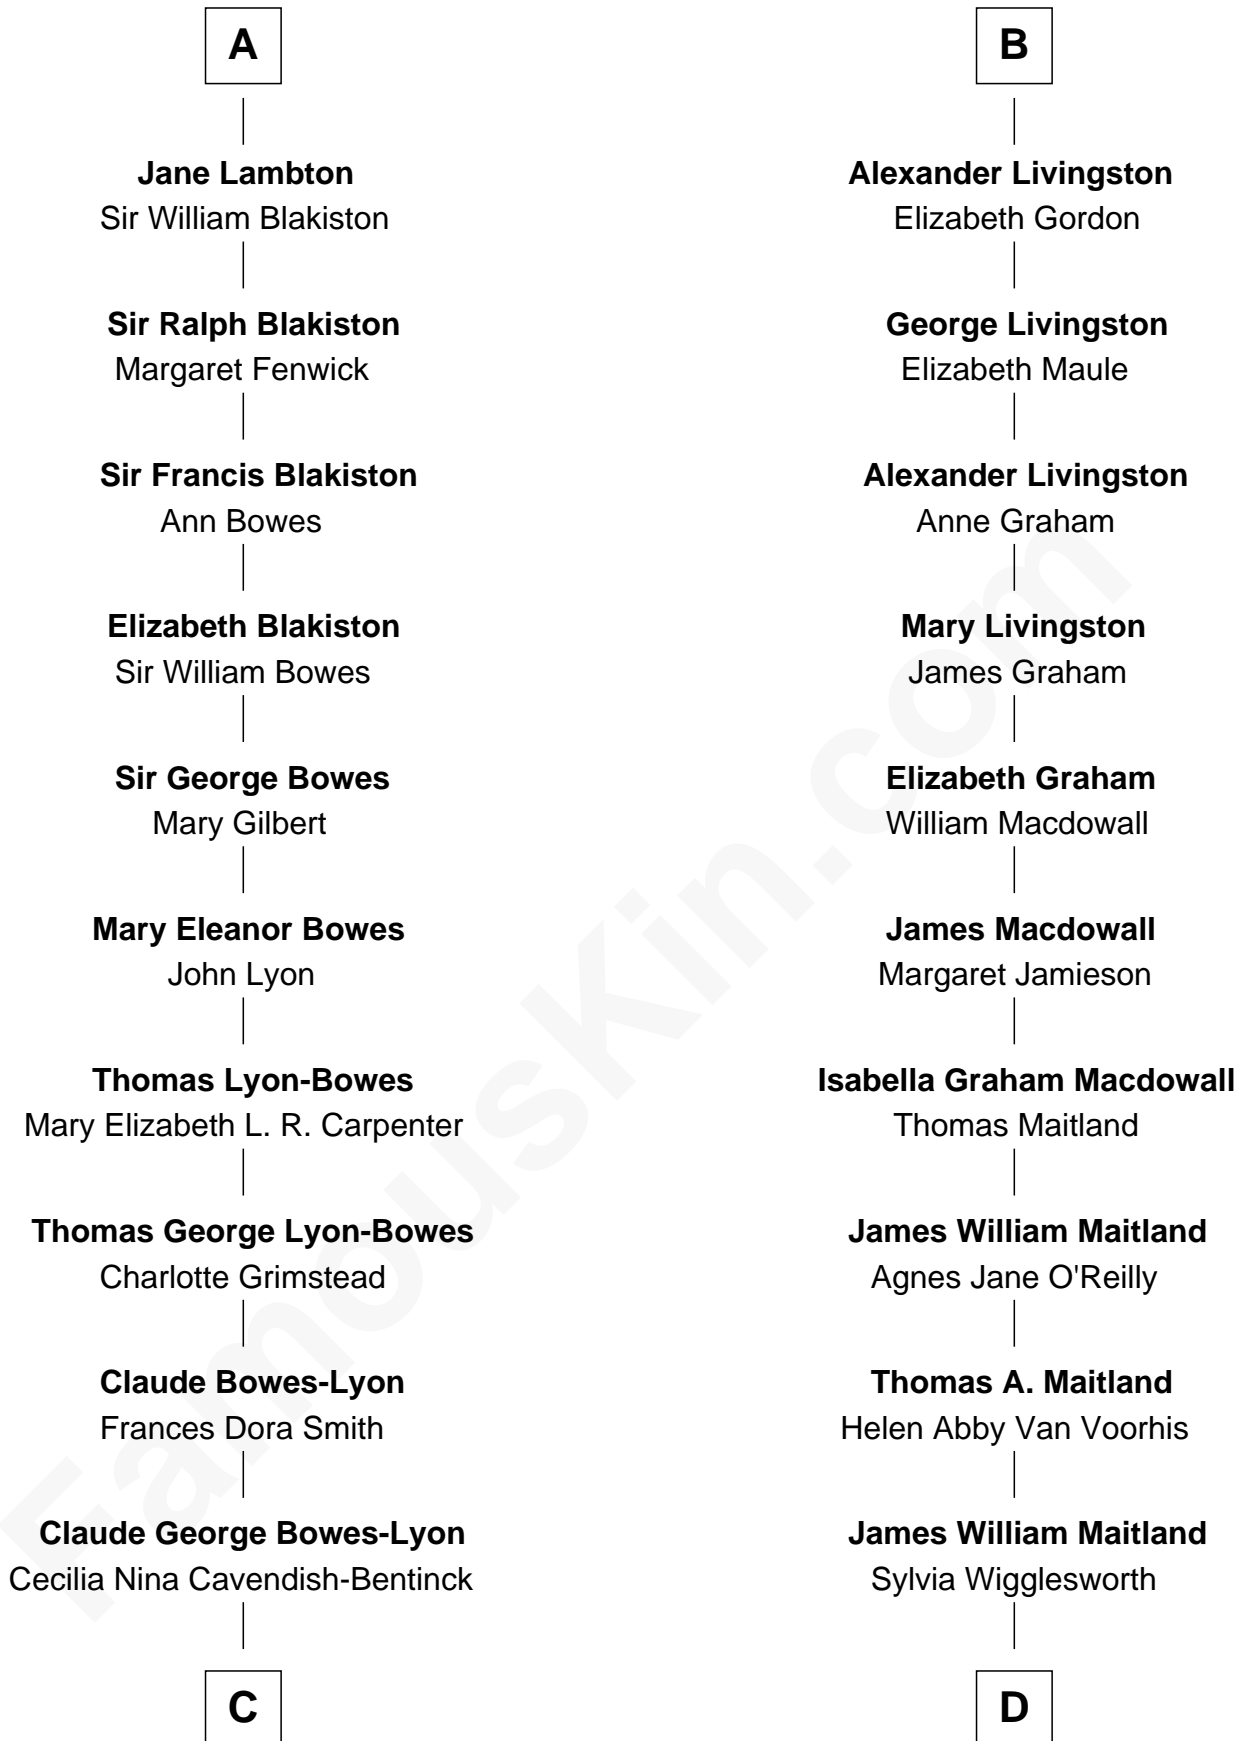 A
Jane Lambton
Sir William Blakiston
Sir Ralph Blakiston
Margaret Fenwick
Sir Francis Blakiston
Ann Bowes
Elizabeth Blakiston
Sir William Bowes
Sir George Bowes
Mary Gilbert
Mary Eleanor Bowes
John Lyon
Thomas Lyon-Bowes
Mary Elizabeth L. R. Carpenter
Thomas George Lyon-Bowes
Charlotte Grimstead
Claude Bowes-Lyon
Frances Dora Smith
Claude George Bowes-Lyon
Cecilia Nina Cavendish-Bentinck
C
B
Alexander Livingston
Elizabeth Gordon
George Livingston
Elizabeth Maule
Alexander Livingston
Anne Graham
Mary Livingston
James Graham
Elizabeth Graham
William Macdowall
James Macdowall
Margaret Jamieson
Isabella Graham Macdowall
Thomas Maitland
James William Maitland
Agnes Jane O'Reilly
Thomas A. Maitland
Helen Abby Van Voorhis
James William Maitland
Sylvia Wigglesworth
D
FamousKin.com